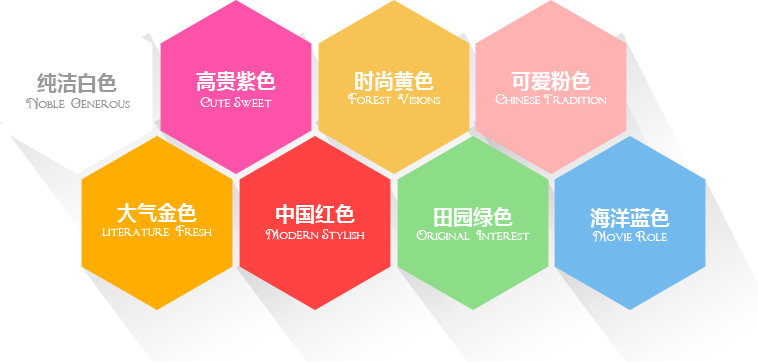 纯洁白色
Noble Generous
高贵紫色
Cute Sweet
时尚黄色
Forest Visions
可爱粉色
Chinese Tradition
大气金色
Literature Fresh
中国红色
Modern Stylish
田园绿色
Original Interest
海洋蓝色
Movie Role